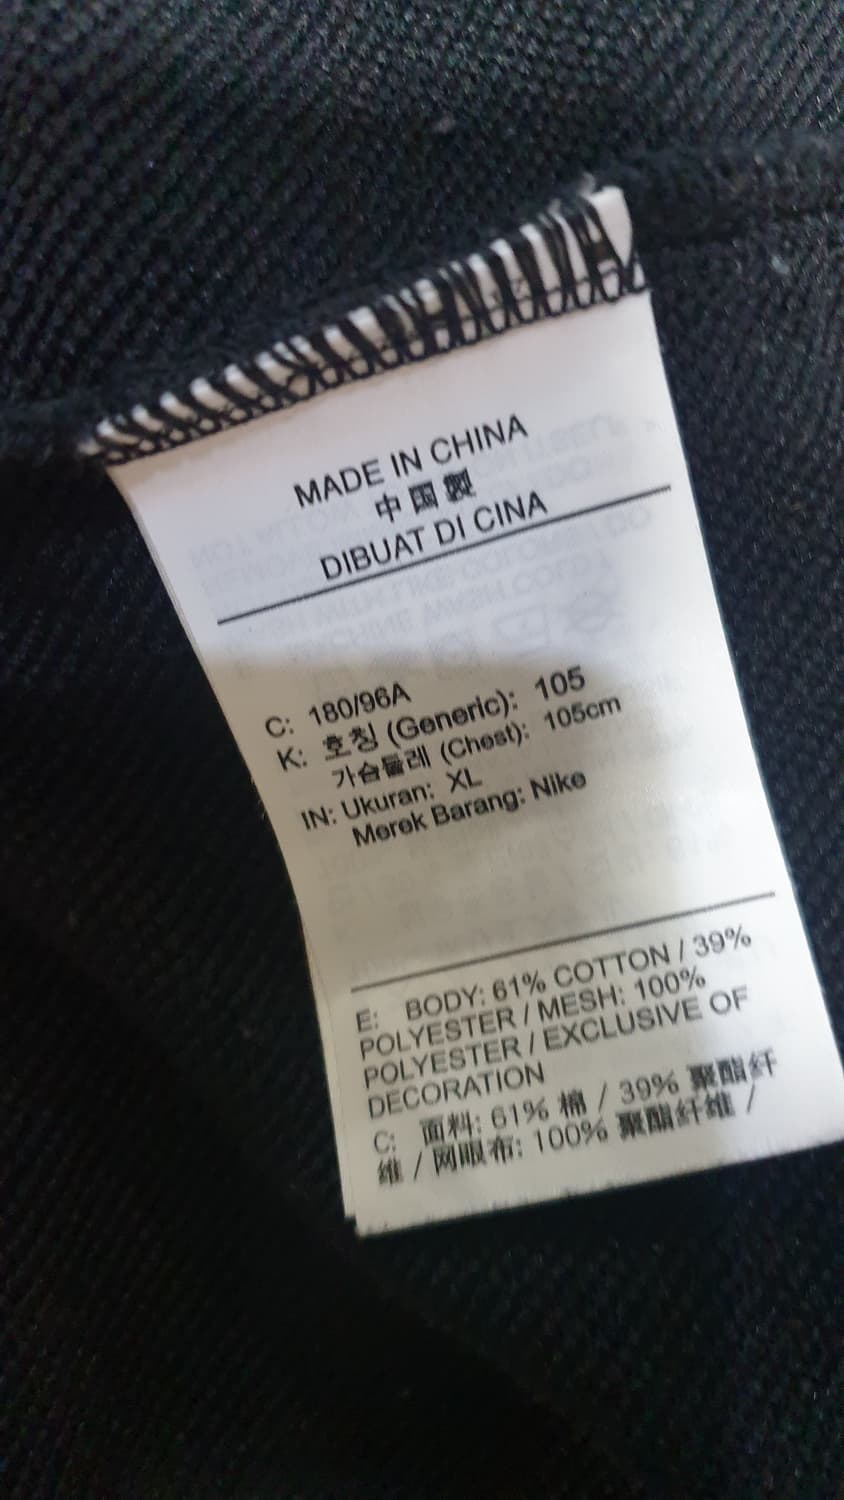 MADE IN CHINA
中国製
DIBUAT DI CINA
C: 180/96A
K: 호칭 (Generic): 105
가슴둘레 (Chest): 105cm
IN: Ukuran: XL
Merek Barang: Nike
E: BODY: 61% COTTON / 39%
POLYESTER / MESH: 100%
POLYESTER / EXCLUSIVE OF
DECORATION
C: 面料: 61% 棉 / 39% 聚酯纤
维 / 网眼布: 100% 聚酯纤维 /